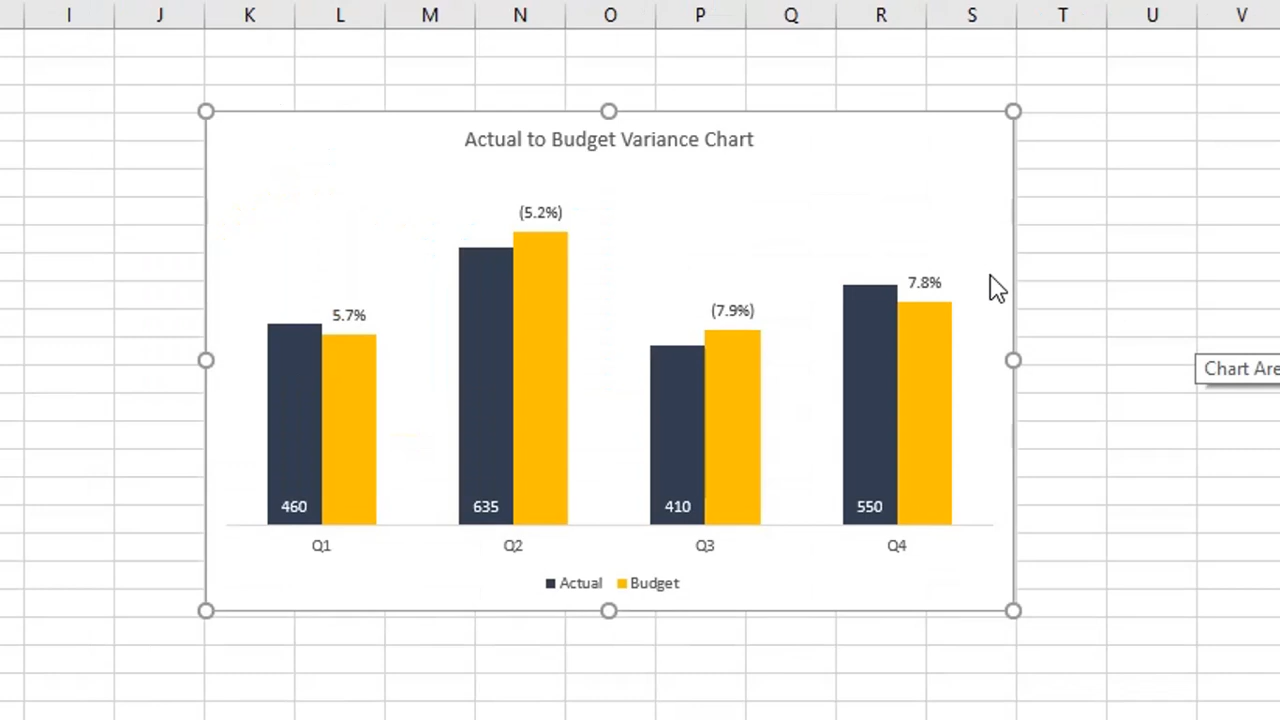 I J K L M N O P Q R S T U V
Actual to Budget Variance Chart
(5.2%)
7.8%
(7.9%)
5.7%
460 635 410 550
Q1 Q2 Q3 Q4
Actual Budget
Chart Are